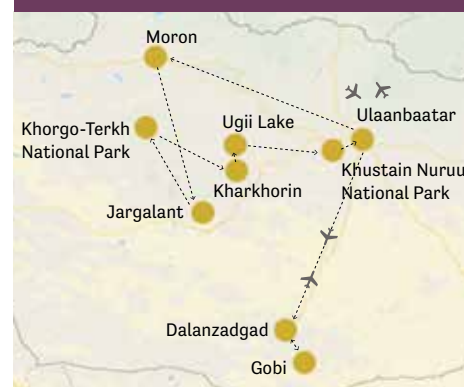 Moron
Ulaanbaatar
Ugii Lake
Khorgo-Terkh
National Park
Khustain Nuruu
National Park
Kharkhorin
Jargalant
Dalanzadgad
Gobi